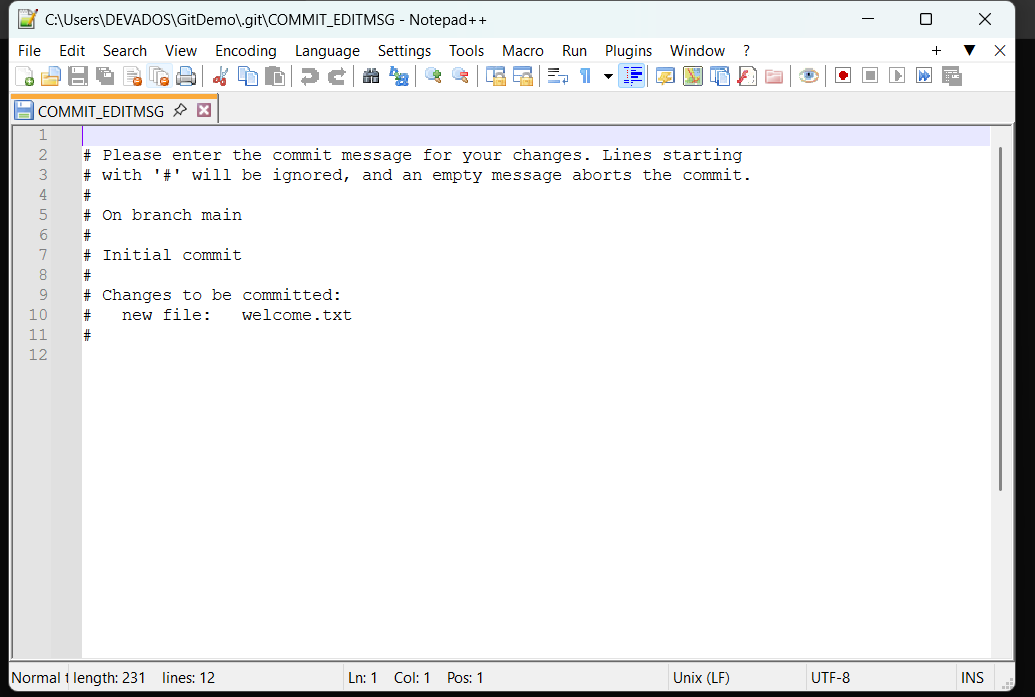 C:\Users\DEVADOS\GitDemo\.git\COMMIT_EDITMSG - Notepad++
File Edit Search View Encoding Language Settings Tools Macro Run Plugins Window ? + ▼ X
COMMIT_EDITMSG
1
2 # Please enter the commit message for your changes. Lines starting
3 # with '#' will be ignored, and an empty message aborts the commit.
4 #
5 # On branch main
6 #
7 # Initial commit
8 #
9 # Changes to be committed:
10 #   new file:   welcome.txt
11 #
12
Normal t length: 231 lines: 12 Ln: 1 Col: 1 Pos: 1 Unix (LF) UTF-8 INS